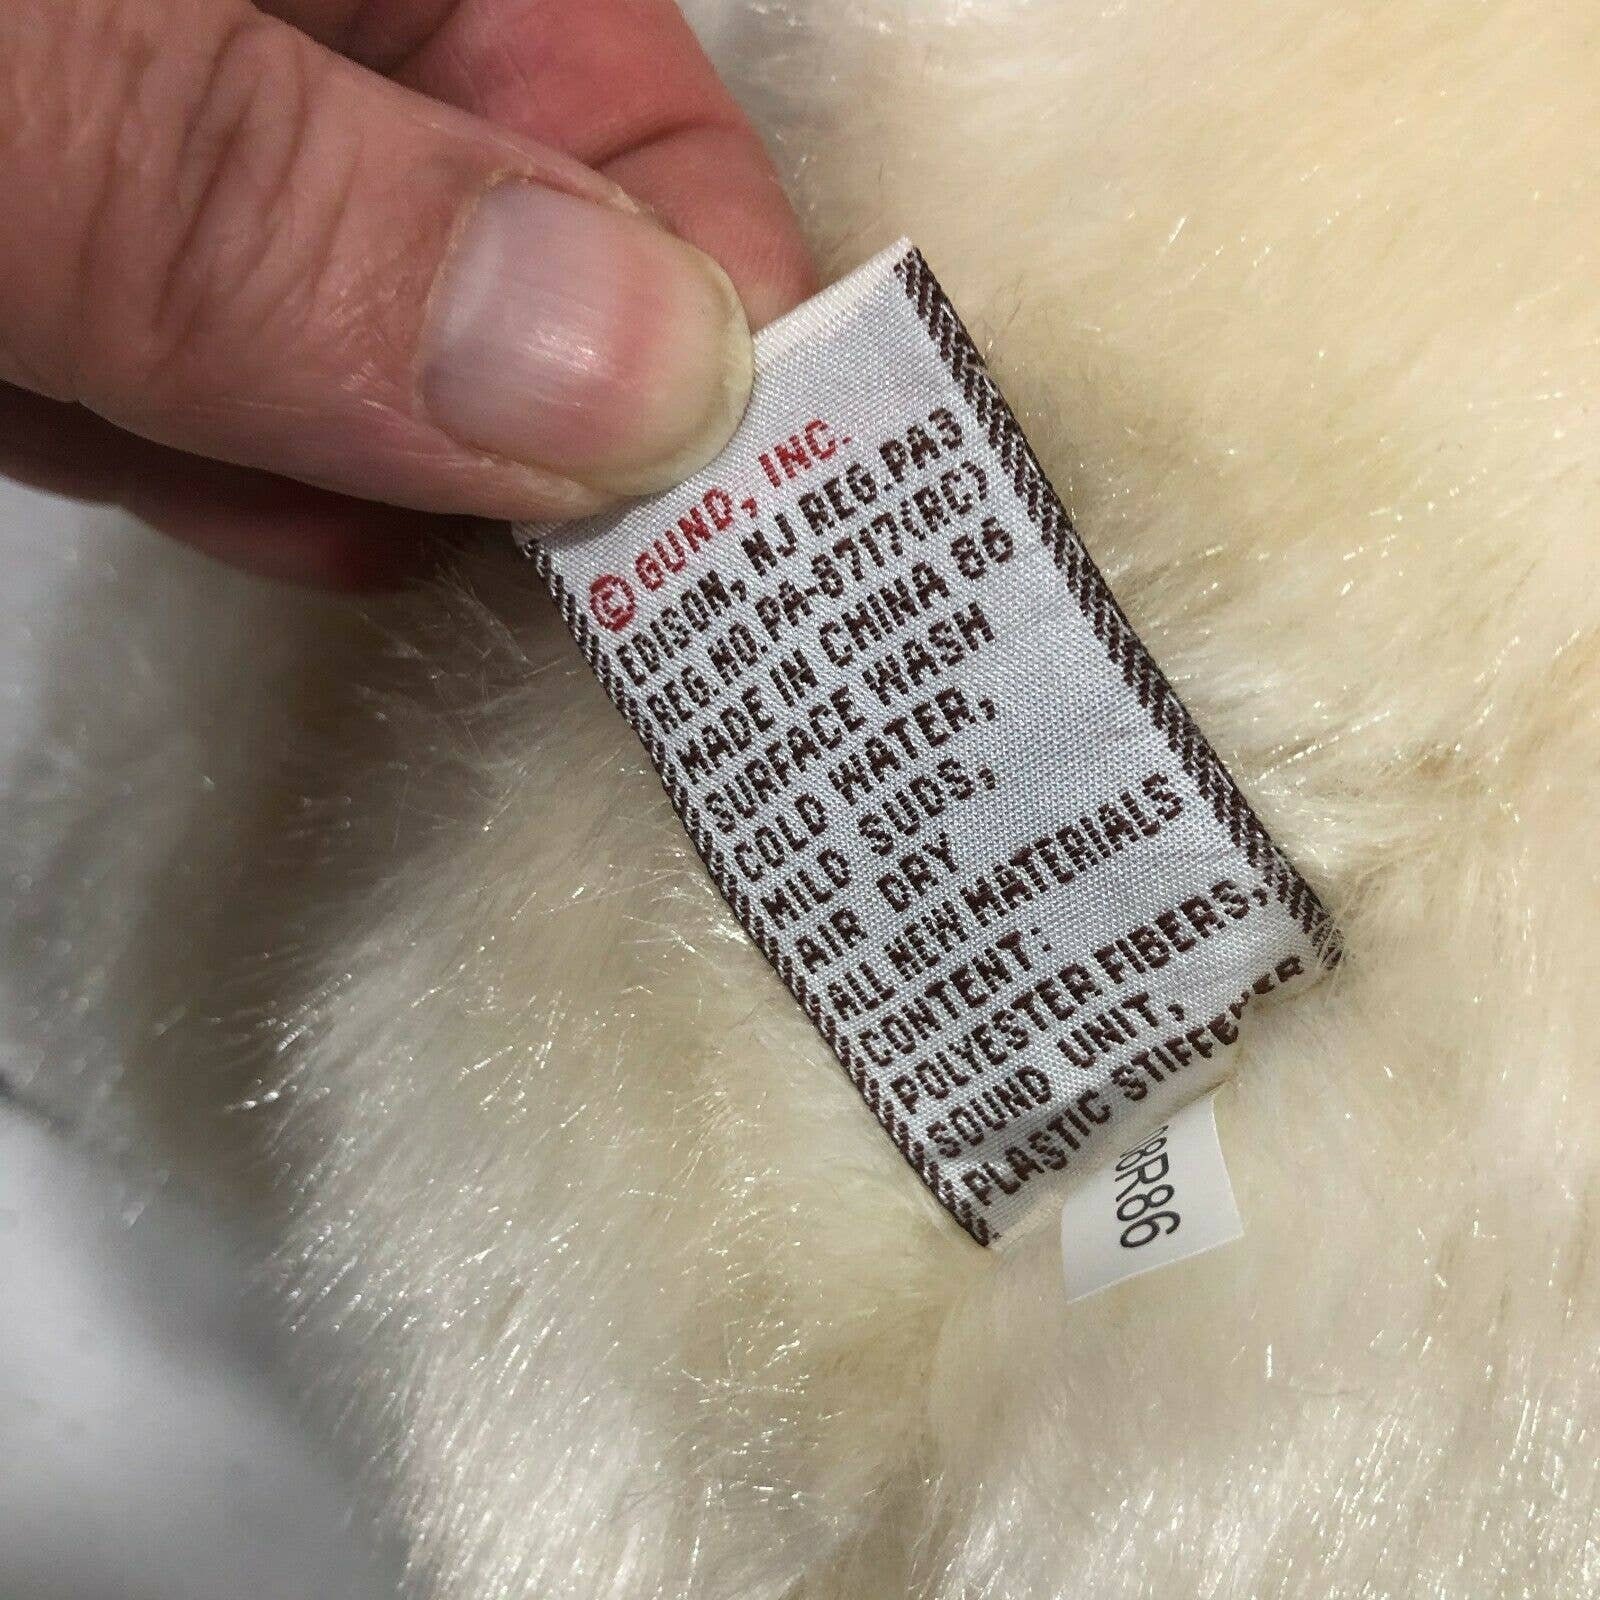 © GUND, INC.
EDISON, NJ REG.PA3
REG.NO.PA-8717(RC)
MADE IN CHINA 86
SURFACE WASH
COLD WATER,
MILD SUDS,
AIR DRY
ALL NEW MATERIALS
CONTENT:
POLYESTER FIBERS,
SOUND UNIT,
PLASTIC STIFFENER
08R86